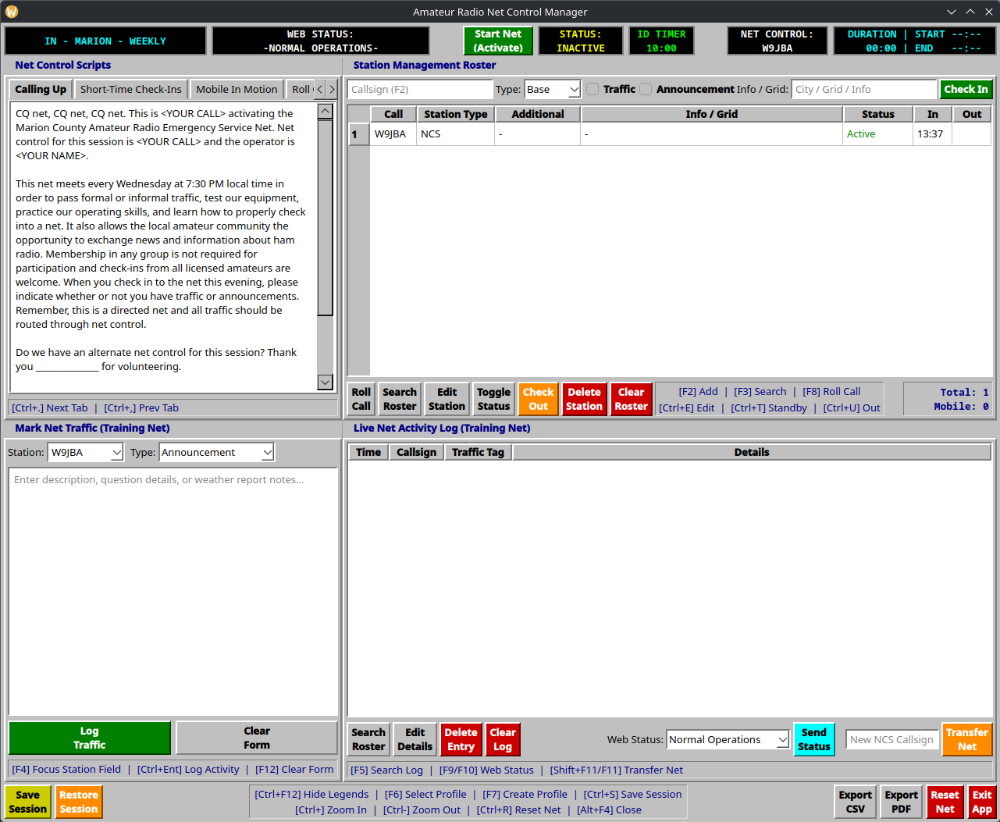 Amateur Radio Net Control Manager
IN - MARION - WEEKLY
WEB STATUS:
-NORMAL OPERATIONS-
Start Net
(Activate)
STATUS:
INACTIVE
ID TIMER
10:00
NET CONTROL:
W9JBA
DURATION | START --:--
00:00 | END --:--
Net Control Scripts
Calling Up
Short-Time Check-Ins
Mobile In Motion
Roll
CQ net, CQ net, CQ net. This is <YOUR CALL> activating the
Marion County Amateur Radio Emergency Service Net. Net
control for this session is <YOUR CALL> and the operator is
<YOUR NAME>.
This net meets every Wednesday at 7:30 PM local time in
order to pass formal or informal traffic, test our equipment,
practice our operating skills, and learn how to properly check
into a net. It also allows the local amateur community the
opportunity to exchange news and information about ham
radio. Membership in any group is not required for
participation and check-ins from all licensed amateurs are
welcome. When you check in to the net this evening, please
indicate whether or not you have traffic or announcements.
Remember, this is a directed net and all traffic should be
routed through net control.
Do we have an alternate net control for this session? Thank
you _____________ for volunteering.
[Ctrl+.] Next Tab | [Ctrl+,] Prev Tab
Station Management Roster
Callsign (F2)
Type: Base
Traffic
Announcement
Info / Grid:
City / Grid / Info
Check In
Call Station Type Additional Info / Grid Status In Out
1 W9JBA NCS - - Active 13:37
Roll
Call
Search
Roster
Edit
Station
Toggle
Status
Check
Out
Delete
Station
Clear
Roster
[F2] Add | [F3] Search | [F8] Roll Call
[Ctrl+E] Edit | [Ctrl+T] Standby | [Ctrl+U] Out
Total: 1
Mobile: 0
Mark Net Traffic (Training Net)
Station: W9JBA Type: Announcement
Enter description, question details, or weather report notes...
Log
Traffic
Clear
Form
[F4] Focus Station Field | [Ctrl+Ent] Log Activity | [F12] Clear Form
Live Net Activity Log (Training Net)
Time Callsign Traffic Tag Details
Search
Roster
Edit
Details
Delete
Entry
Clear
Log
Web Status: Normal Operations
Send
Status
New NCS Callsign
Transfer
Net
[F5] Search Log | [F9/F10] Web Status | [Shift+F11/F11] Transfer Net
Save
Session
Restore
Session
[Ctrl+F12] Hide Legends | [F6] Select Profile | [F7] Create Profile | [Ctrl+S] Save Session
[Ctrl+] Zoom In | [Ctrl-] Zoom Out | [Ctrl+R] Reset Net | [Alt+F4] Close
Export
CSV
Export
PDF
Reset
Net
Exit
App